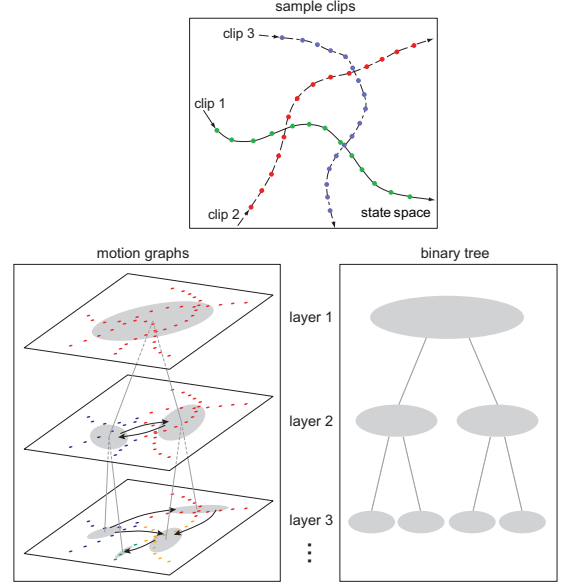 sample clips
clip 3
clip 1
clip 2
state space
motion graphs
binary tree
layer 1
layer 2
layer 3